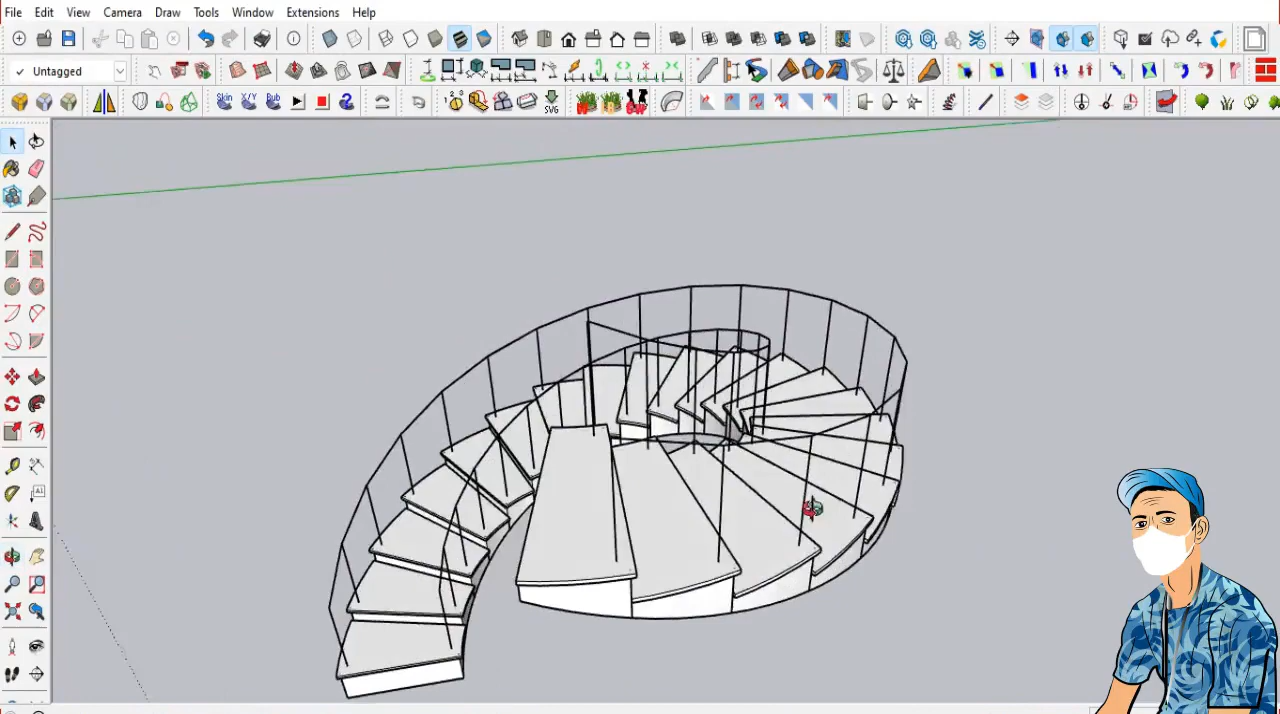 File Edit View Camera Draw Tools Window Extensions Help
✓ Untagged
Skin X/Y Bub
SVG